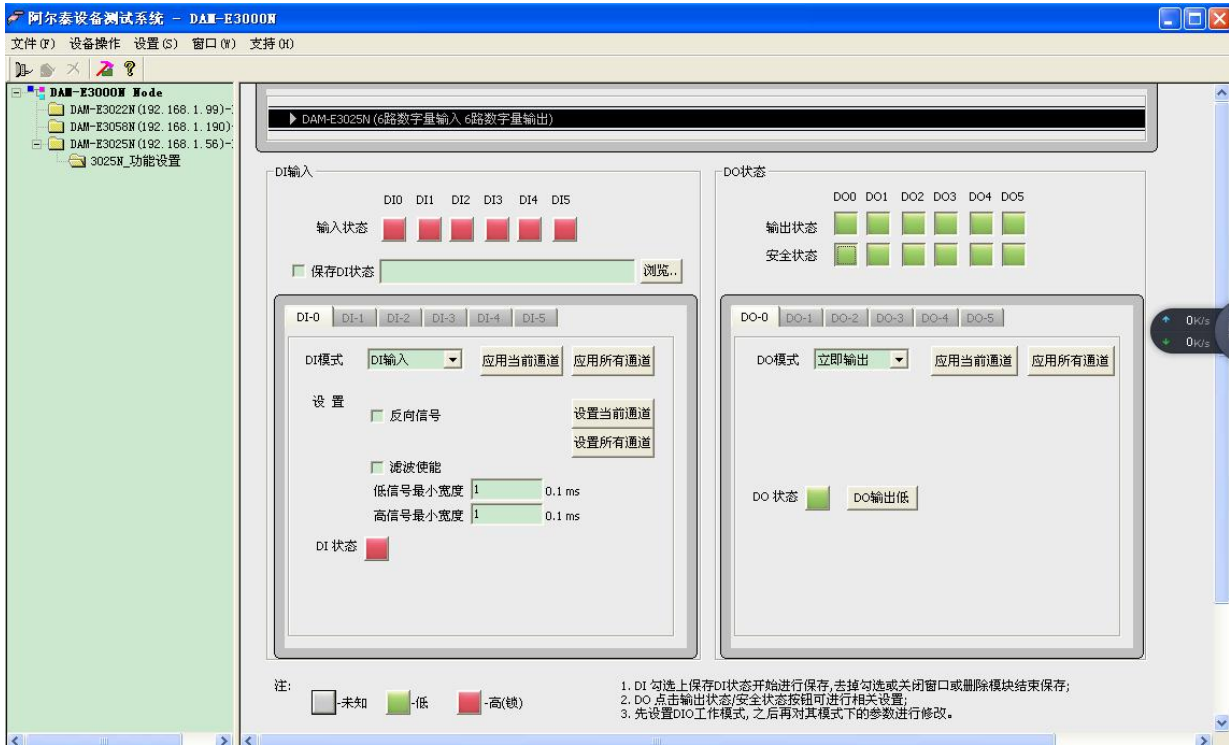 阿尔泰设备测试系统 - DAM-E3000N
文件(F) 设备操作 设置(S) 窗口(W) 支持(H)
DAM-E3000N Node
DAM-E3022N(192.168.1.99)-
DAM-E3058N(192.168.1.190)-
DAM-E3025N(192.168.1.56)-
3025N_功能设置
DAM-E3025N (6路数字量输入 6路数字量输出)
DI输入
DI0 DI1 DI2 DI3 DI4 DI5
输入状态
保存DI状态 浏览..
DI-0 DI-1 DI-2 DI-3 DI-4 DI-5
DI模式 DI输入 应用当前通道 应用所有通道
设 置
反向信号 设置当前通道
设置所有通道
滤波使能
低信号最小宽度 1 0.1 ms
高信号最小宽度 1 0.1 ms
DI 状态
DO状态
DO0 DO1 DO2 DO3 DO4 DO5
输出状态
安全状态
DO-0 DO-1 DO-2 DO-3 DO-4 DO-5
DO模式 立即输出 应用当前通道 应用所有通道
DO 状态 DO输出低
0K/s
0K/s
注:
-未知 -低 -高(锁)
1. DI 勾选上保存DI状态开始进行保存,去掉勾选或关闭窗口或删除模块结束保存;
2. DO 点击输出状态/安全状态按钮可进行相关设置;
3. 先设置DIO工作模式, 之后再对其模式下的参数进行修改。